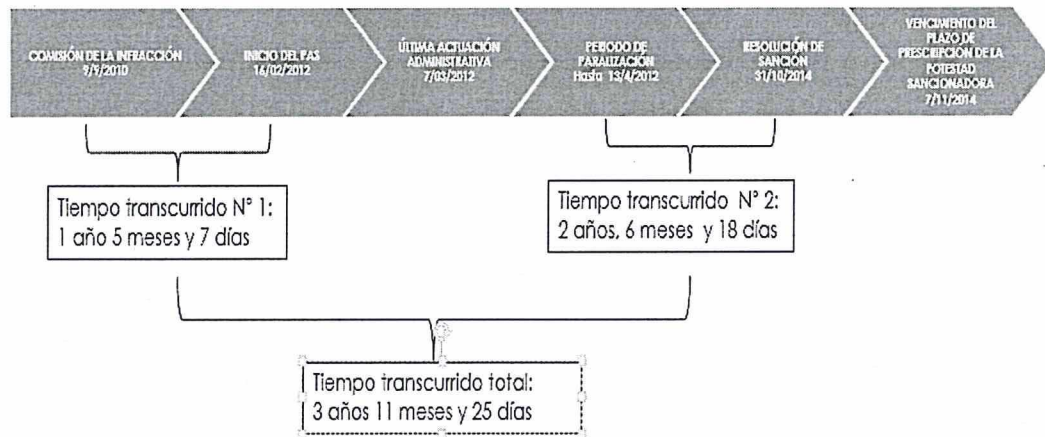 COMISIÓN DE LA INFRACCIÓN
9/9/2010
INICIO DEL PAS
16/02/2012
ÚLTIMA ACTUACIÓN
ADMINISTRATIVA
7/03/2012
PERIODO DE
PARALIZACIÓN
Hasta 13/4/2012
RESOLUCIÓN DE
SANCIÓN
31/10/2014
VENCIMIENTO DEL
PLAZO DE
PRESCRIPCIÓN DE LA
POTESTAD
SANCIONADORA
7/11/2014
Tiempo transcurrido N° 1:
1 año 5 meses y 7 días
Tiempo transcurrido N° 2:
2 años, 6 meses y 18 días
Tiempo transcurrido total:
3 años 11 meses y 25 días